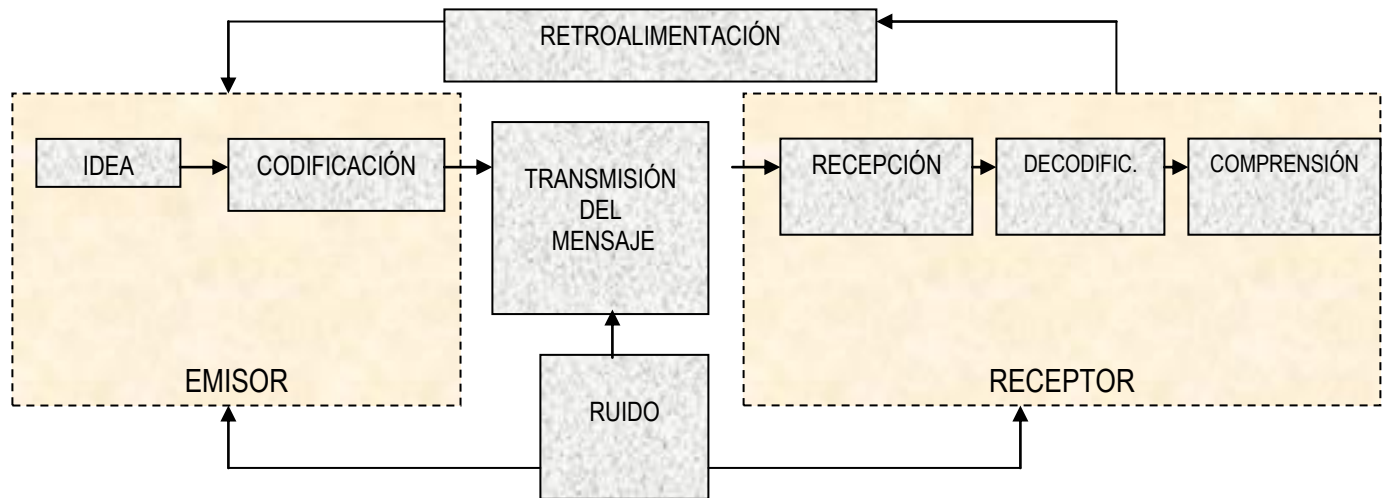 RETROALIMENTACIÓN
IDEA
CODIFICACIÓN
TRANSMISIÓN
DEL
MENSAJE
RECEPCIÓN
DECODIFIC.
COMPRENSIÓN
EMISOR
RECEPTOR
RUIDO